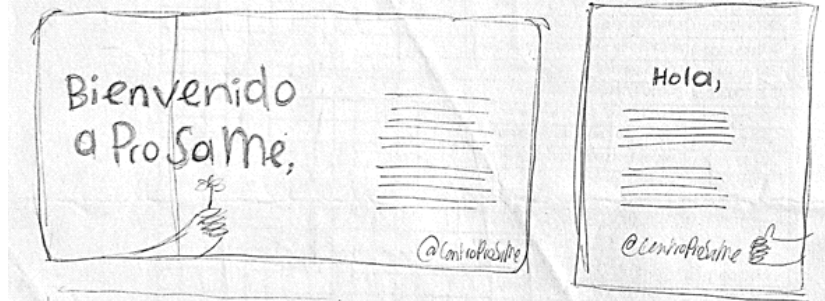 Bienvenido
a ProSaMe,
@CentroProSaMe
Hola,
@CentroProSaMe